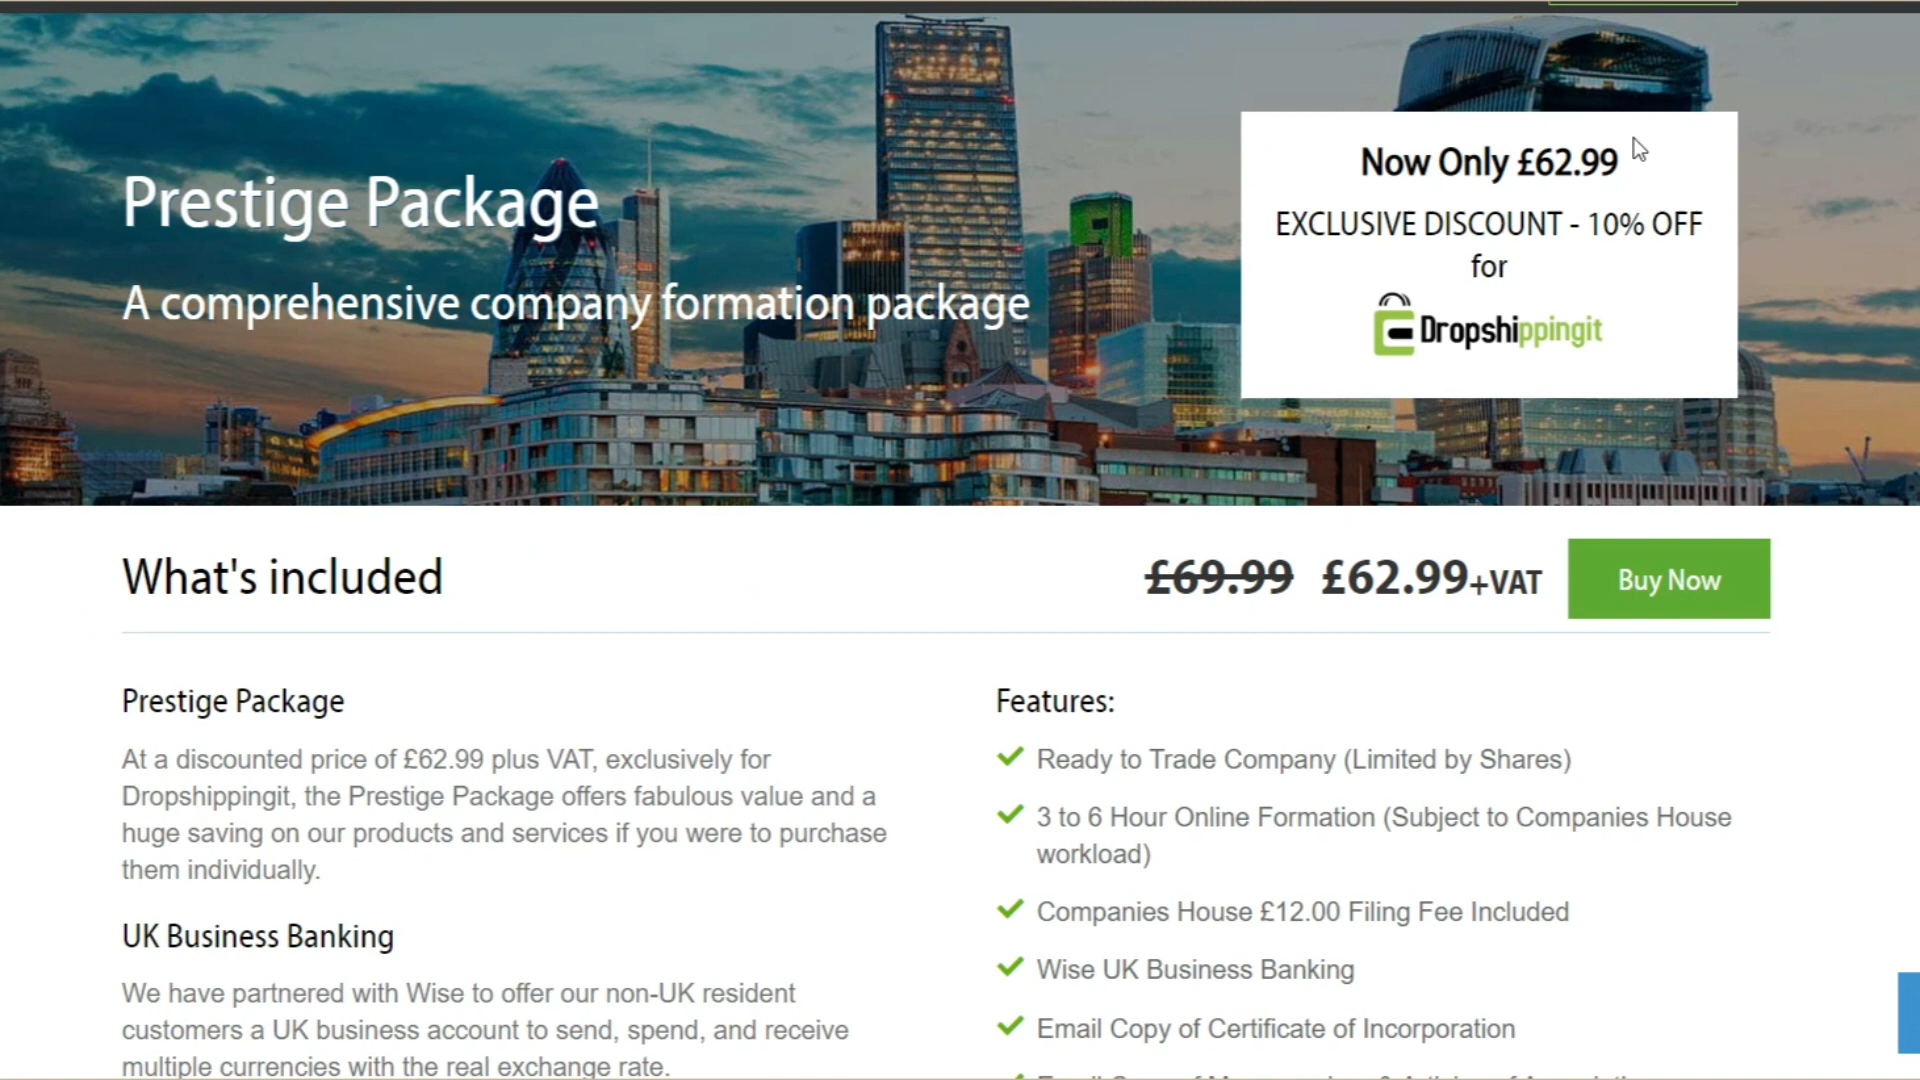 Prestige Package
A comprehensive company formation package
Now Only £62.99
EXCLUSIVE DISCOUNT - 10% OFF
for
Dropshippingit
What's included
£69.99 £62.99+VAT
Buy Now
Prestige Package
At a discounted price of £62.99 plus VAT, exclusively for
Dropshippingit, the Prestige Package offers fabulous value and a
huge saving on our products and services if you were to purchase
them individually.
UK Business Banking
We have partnered with Wise to offer our non-UK resident
customers a UK business account to send, spend, and receive
multiple currencies with the real exchange rate.
Features:
Ready to Trade Company (Limited by Shares)
3 to 6 Hour Online Formation (Subject to Companies House
workload)
Companies House £12.00 Filing Fee Included
Wise UK Business Banking
Email Copy of Certificate of Incorporation